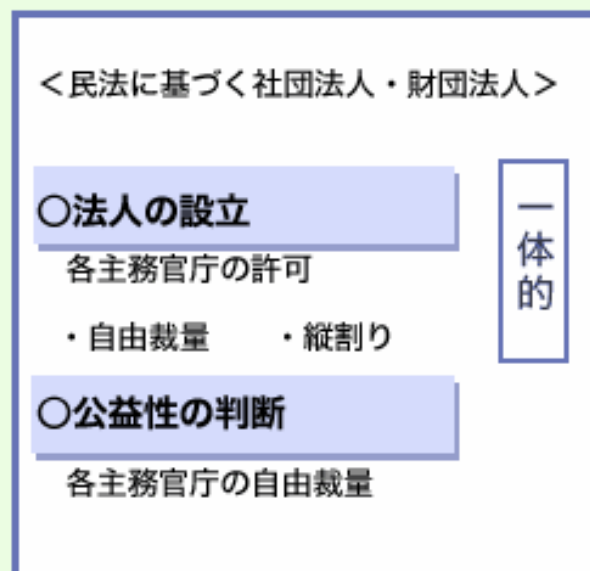 ＜民法に基づく社団法人・財団法人＞
○法人の設立
各主務官庁の許可
・自由裁量　　・縦割り
○公益性の判断
各主務官庁の自由裁量
一体的